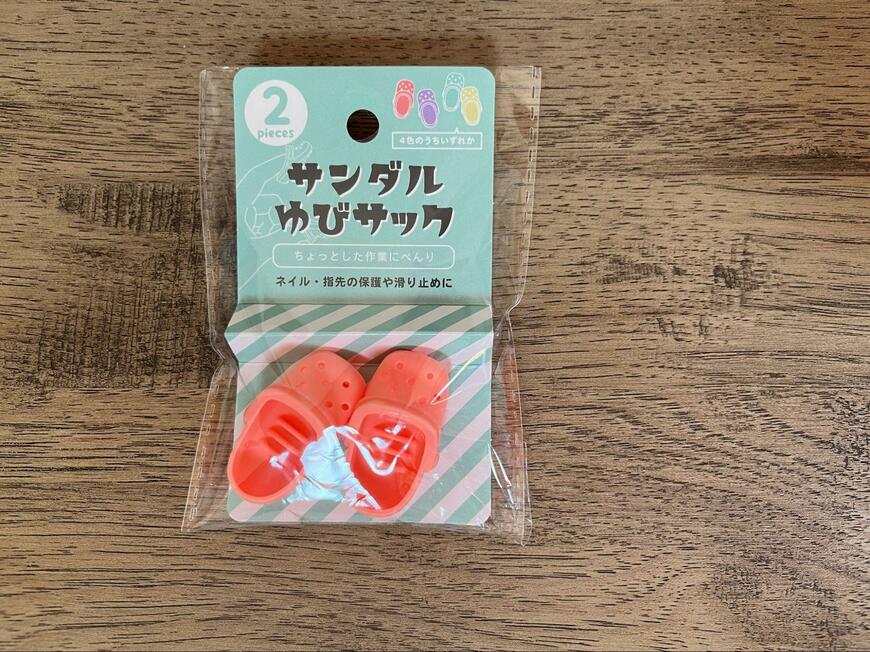 2
pieces
4色のうちいずれか
サンダル
ゆびサック
ちょっとした作業にべんり
ネイル・指先の保護や滑り止めに